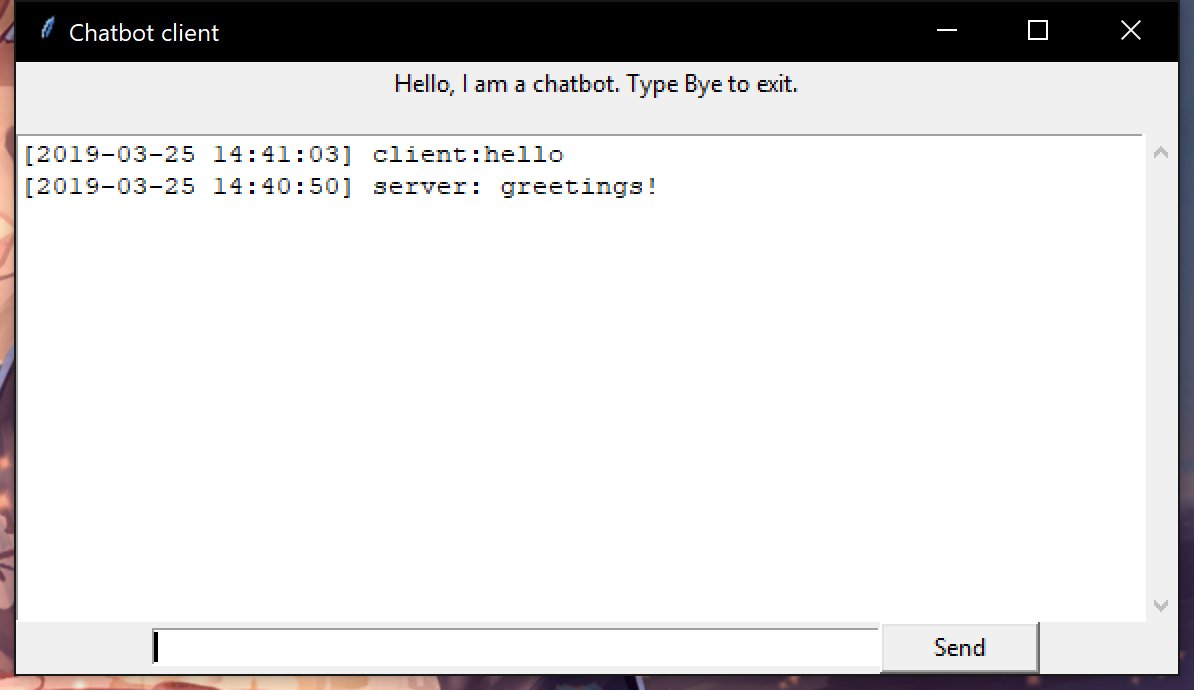 Chatbot client
Hello, I am a chatbot. Type Bye to exit.
[2019-03-25 14:41:03] client:hello
[2019-03-25 14:40:50] server: greetings!
Send